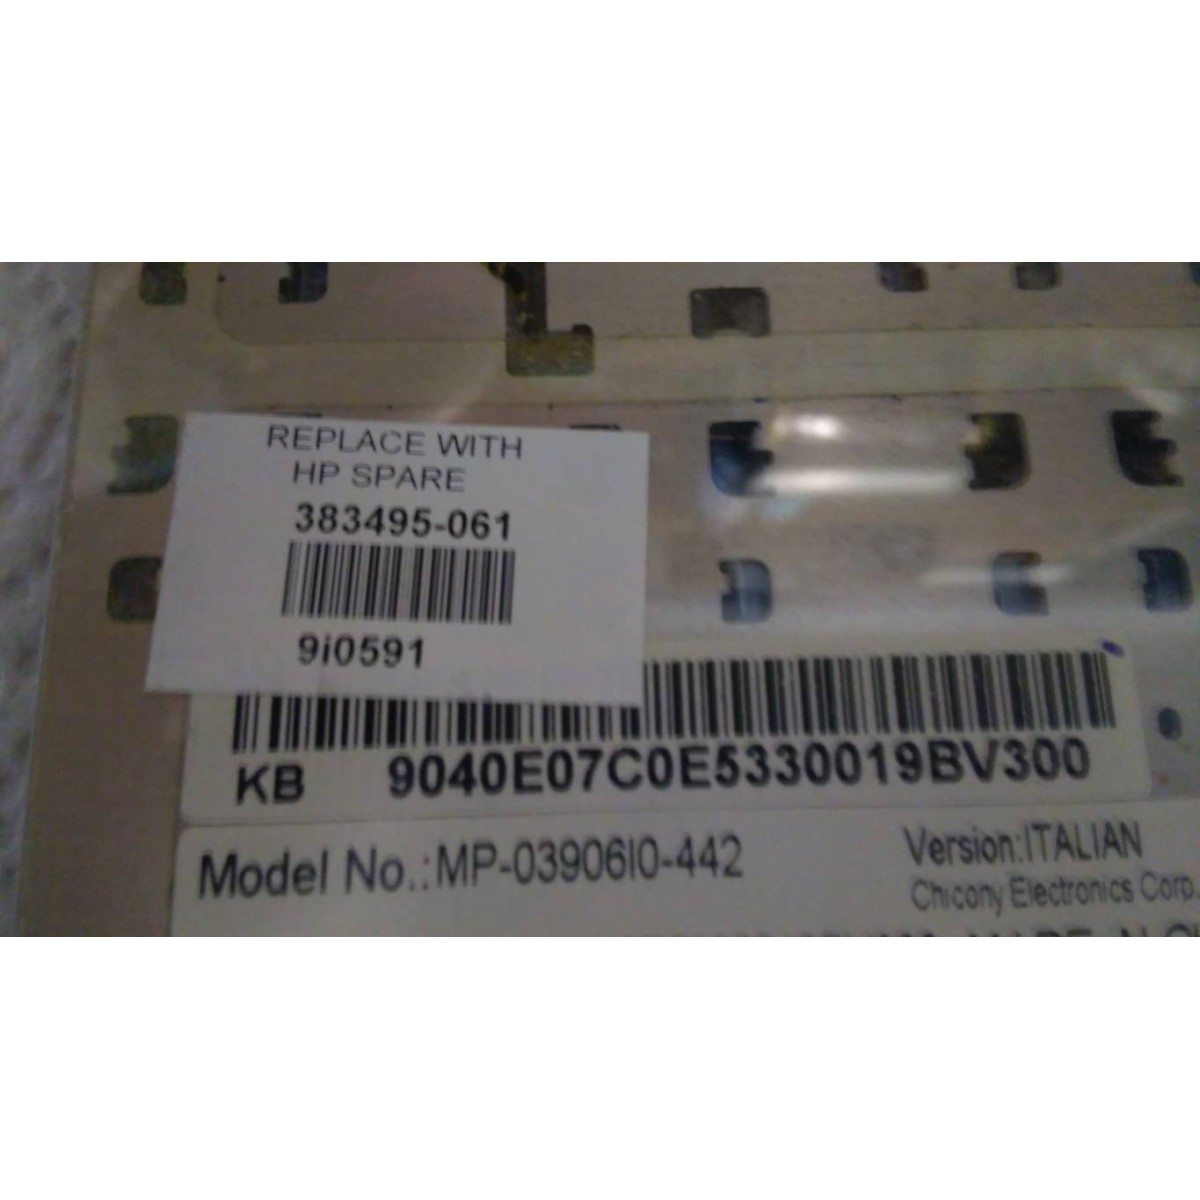 REPLACE WITH
HP SPARE
383495-061
9i0591
KB 9040E07C0E5330019BV300
Model No.:MP-03906I0-442
Version:ITALIAN
Chicony Electronics Corp.